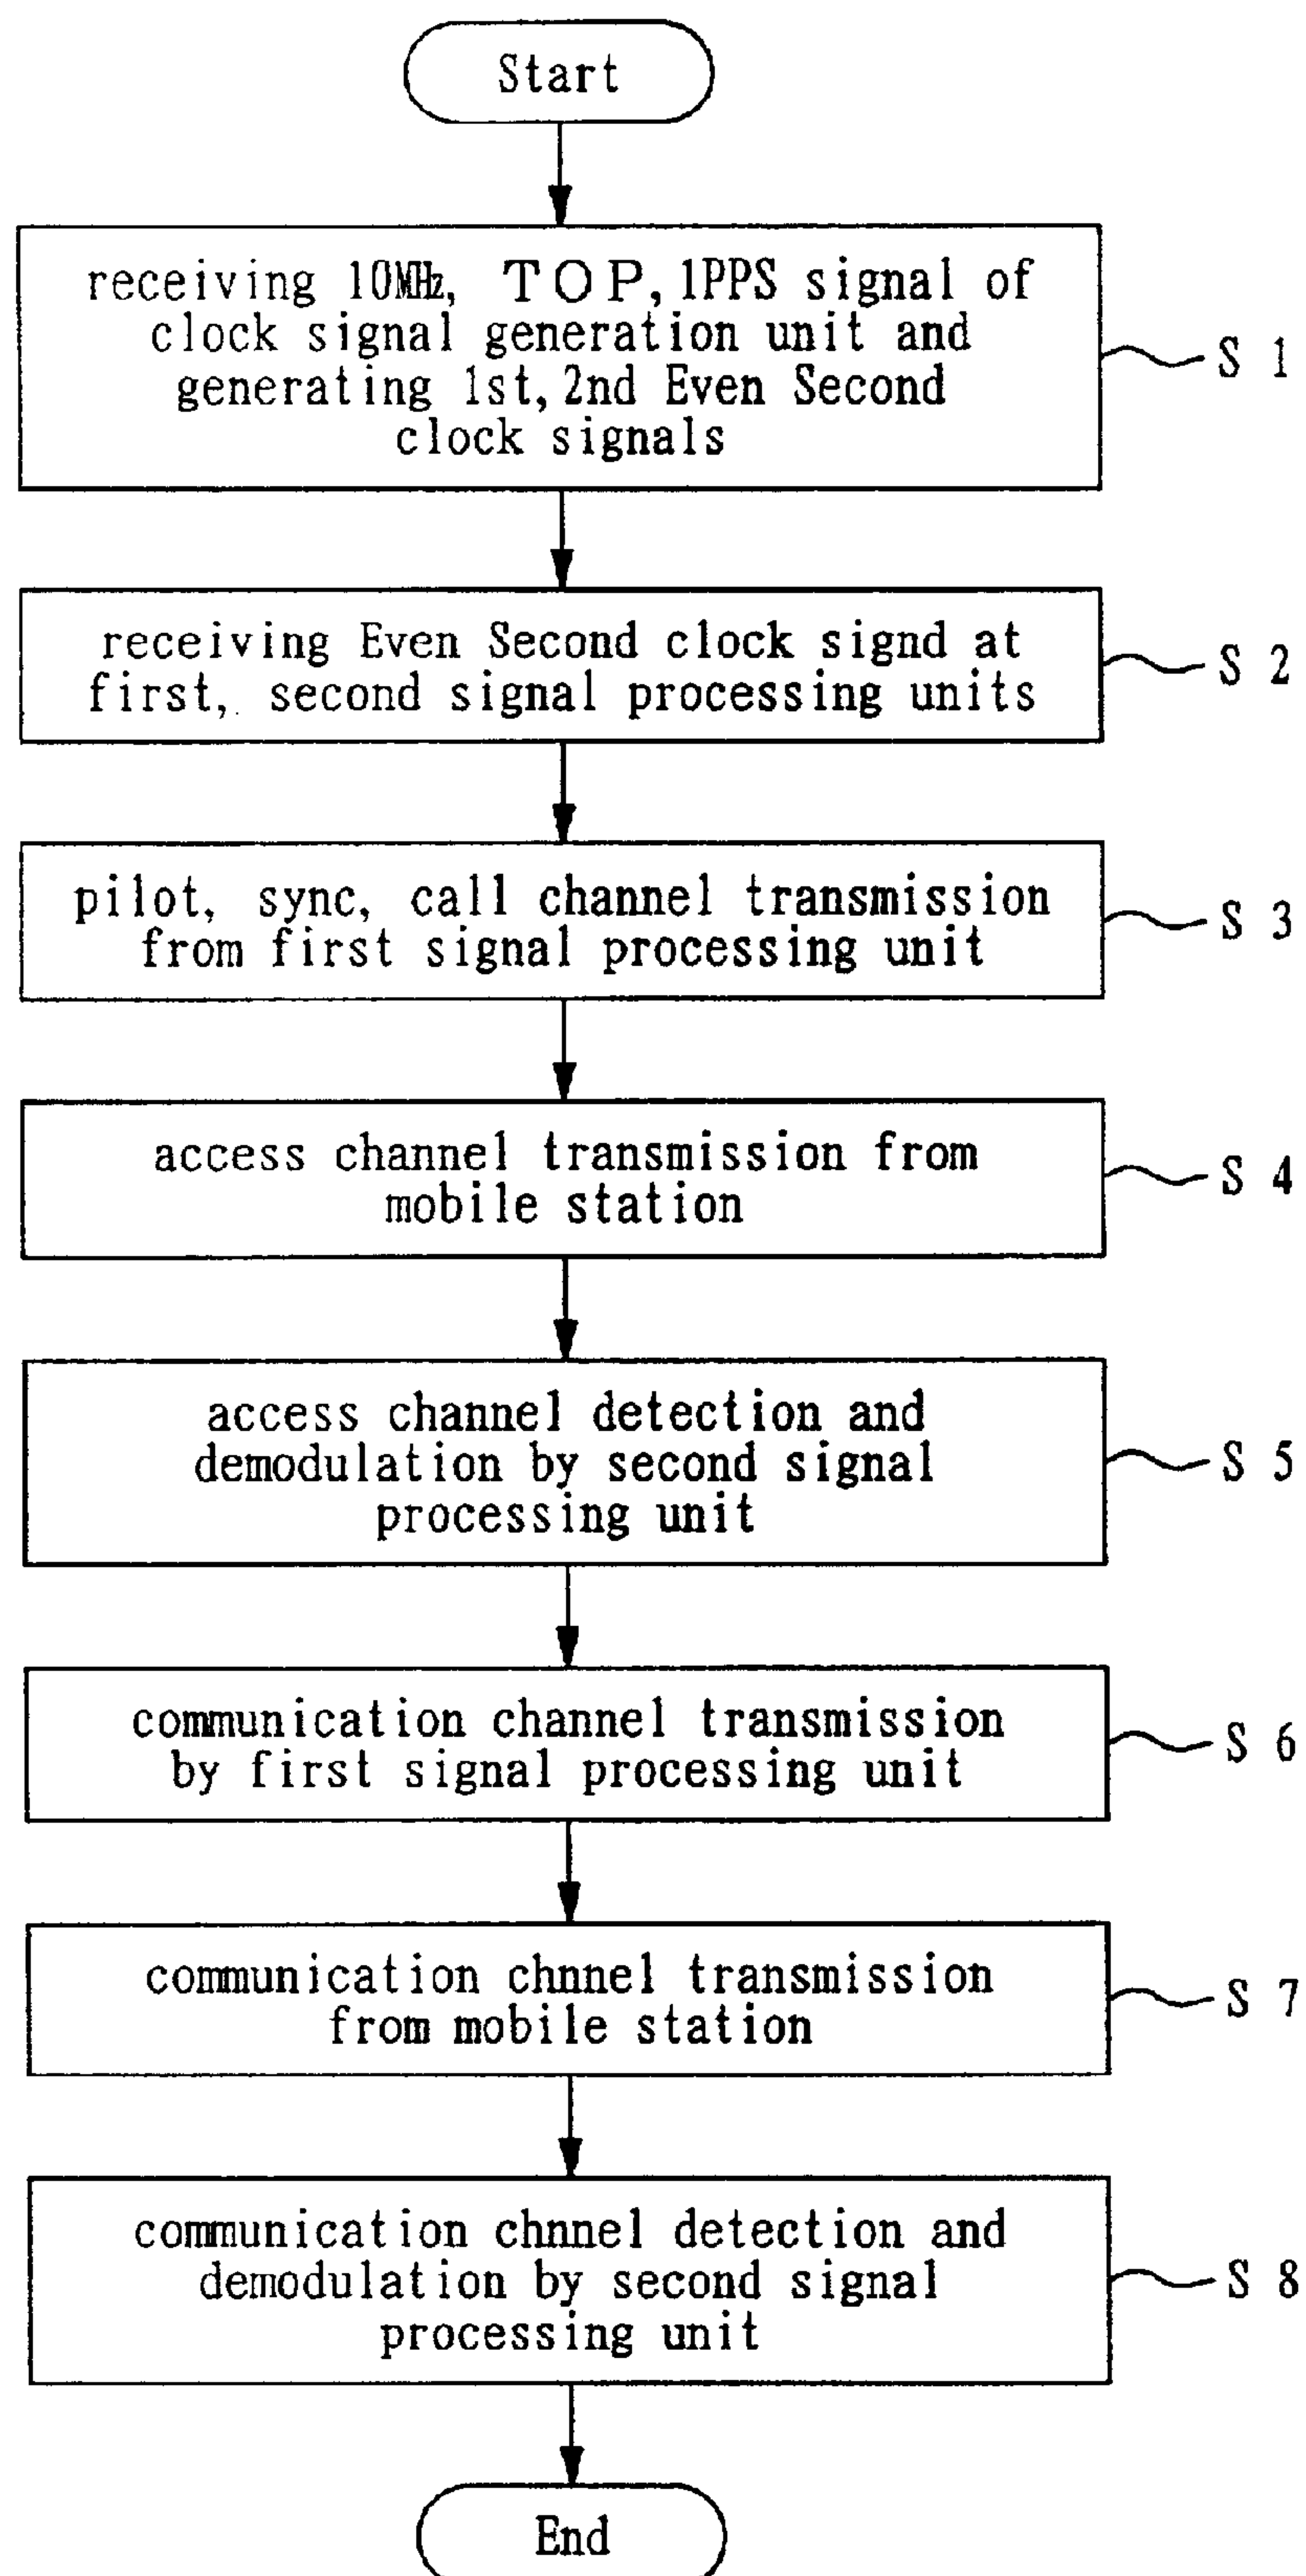 Start
receiving 10MHz, TOP, 1PPS signal of
clock signal generation unit and
generating 1st, 2nd Even Second
clock signals
S 1
receiving Even Second clock signd at
first, second signal processing units
S 2
pilot, sync, call channel transmission
from first signal processing unit
S 3
access channel transmission from
mobile station
S 4
access channel detection and
demodulation by second signal
processing unit
S 5
communication channel transmission
by first signal processing unit
S 6
communication chnnel transmission
from mobile station
S 7
communication chnnel detection and
demodulation by second signal
processing unit
S 8
End